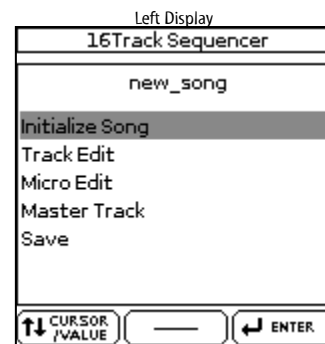 Left Display
16Track Sequencer
new_song
Initialize Song
Track Edit
Micro Edit
Master Track
Save
CURSOR
/VALUE
ENTER